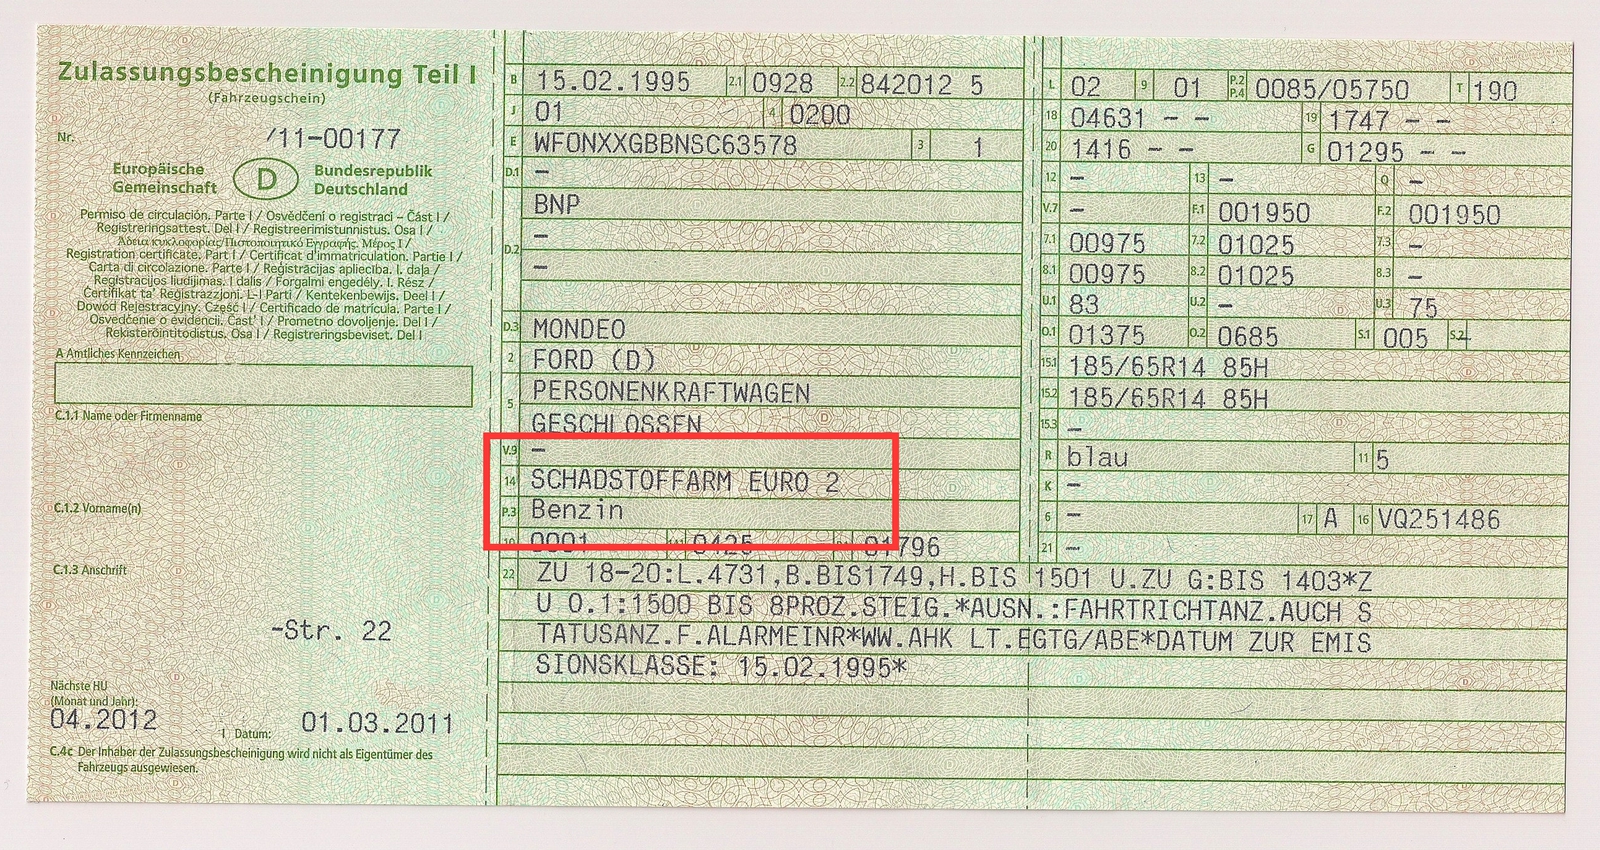 Zulassungsbescheinigung Teil I
(Fahrzeugschein)
Nr. /11-00177
Europäische Gemeinschaft
D
Bundesrepublik Deutschland
Permiso de circulación. Parte I / Osvědčení o registraci – Část I /
Registreringsattest. Del I / Registreerimistunnistus. Osa I /
Άδεια κυκλοφορίας/Πιστοποιητικό Εγγραφής. Μέρος I /
Registration certificate. Part I / Certificat d'immatriculation. Partie I /
Carta di circolazione. Parte I / Reģistrācijas apliecība. I. daļa /
Registracijos liudijimas. I dalis / Forgalmi engedély. I. Rész /
Ċertifikat ta' Reġistrazzjoni. L-I Parti / Kentekenbewijs. Deel I /
Dowód Rejestracyjny. Część I / Certificado de matrícula. Parte I /
Osvedčenie o evidencii. Časť I / Prometno dovoljenje. Del I /
Rekisteröintitodistus. Osa I / Registreringsbeviset. Del I
A Amtliches Kennzeichen
C.1.1 Name oder Firmenname
C.1.2 Vorname(n)
C.1.3 Anschrift
-Str. 22
Nächste HU
(Monat und Jahr):
04.2012
I Datum: 01.03.2011
C.4c Der Inhaber der Zulassungsbescheinigung wird nicht als Eigentümer des
Fahrzeugs ausgewiesen.
B 15.02.1995 2.1 0928 2.2 842012 5
J 01 4 0200
E WF0NXXGBBNSC63578 3 1
D.1 –
BNP
D.2 –
–
D.3 MONDEO
2 FORD (D)
5 PERSONENKRAFTWAGEN
GESCHLOSSEN
V.9 –
14 SCHADSTOFFARM EURO 2
P.3 Benzin
10 0001 14.1 0425 P.1 01796
L 02 9 01 P.2 P.4 0085/05750 T 190
18 04631 – – 19 1747 – –
20 1416 – – G 01295 – –
12 – 13 – Q –
V.7 – F.1 001950 F.2 001950
7.1 00975 7.2 01025 7.3 –
8.1 00975 8.2 01025 8.3 –
U.1 83 U.2 – U.3 75
O.1 01375 O.2 0685 S.1 005 S.2 –
15.1 185/65R14 85H
15.2 185/65R14 85H
15.3 –
R blau 11 5
K –
6 – 17 A 16 VQ251486
21 –
22 ZU 18-20:L.4731,B.BIS1749,H.BIS 1501 U.ZU G:BIS 1403*Z
U O.1:1500 BIS 8PROZ.STEIG.*AUSN.:FAHRTRICHTANZ.AUCH S
TATUSANZ.F.ALARMEINR*WW.AHK LT.EGTG/ABE*DATUM ZUR EMIS
SIONSKLASSE: 15.02.1995*